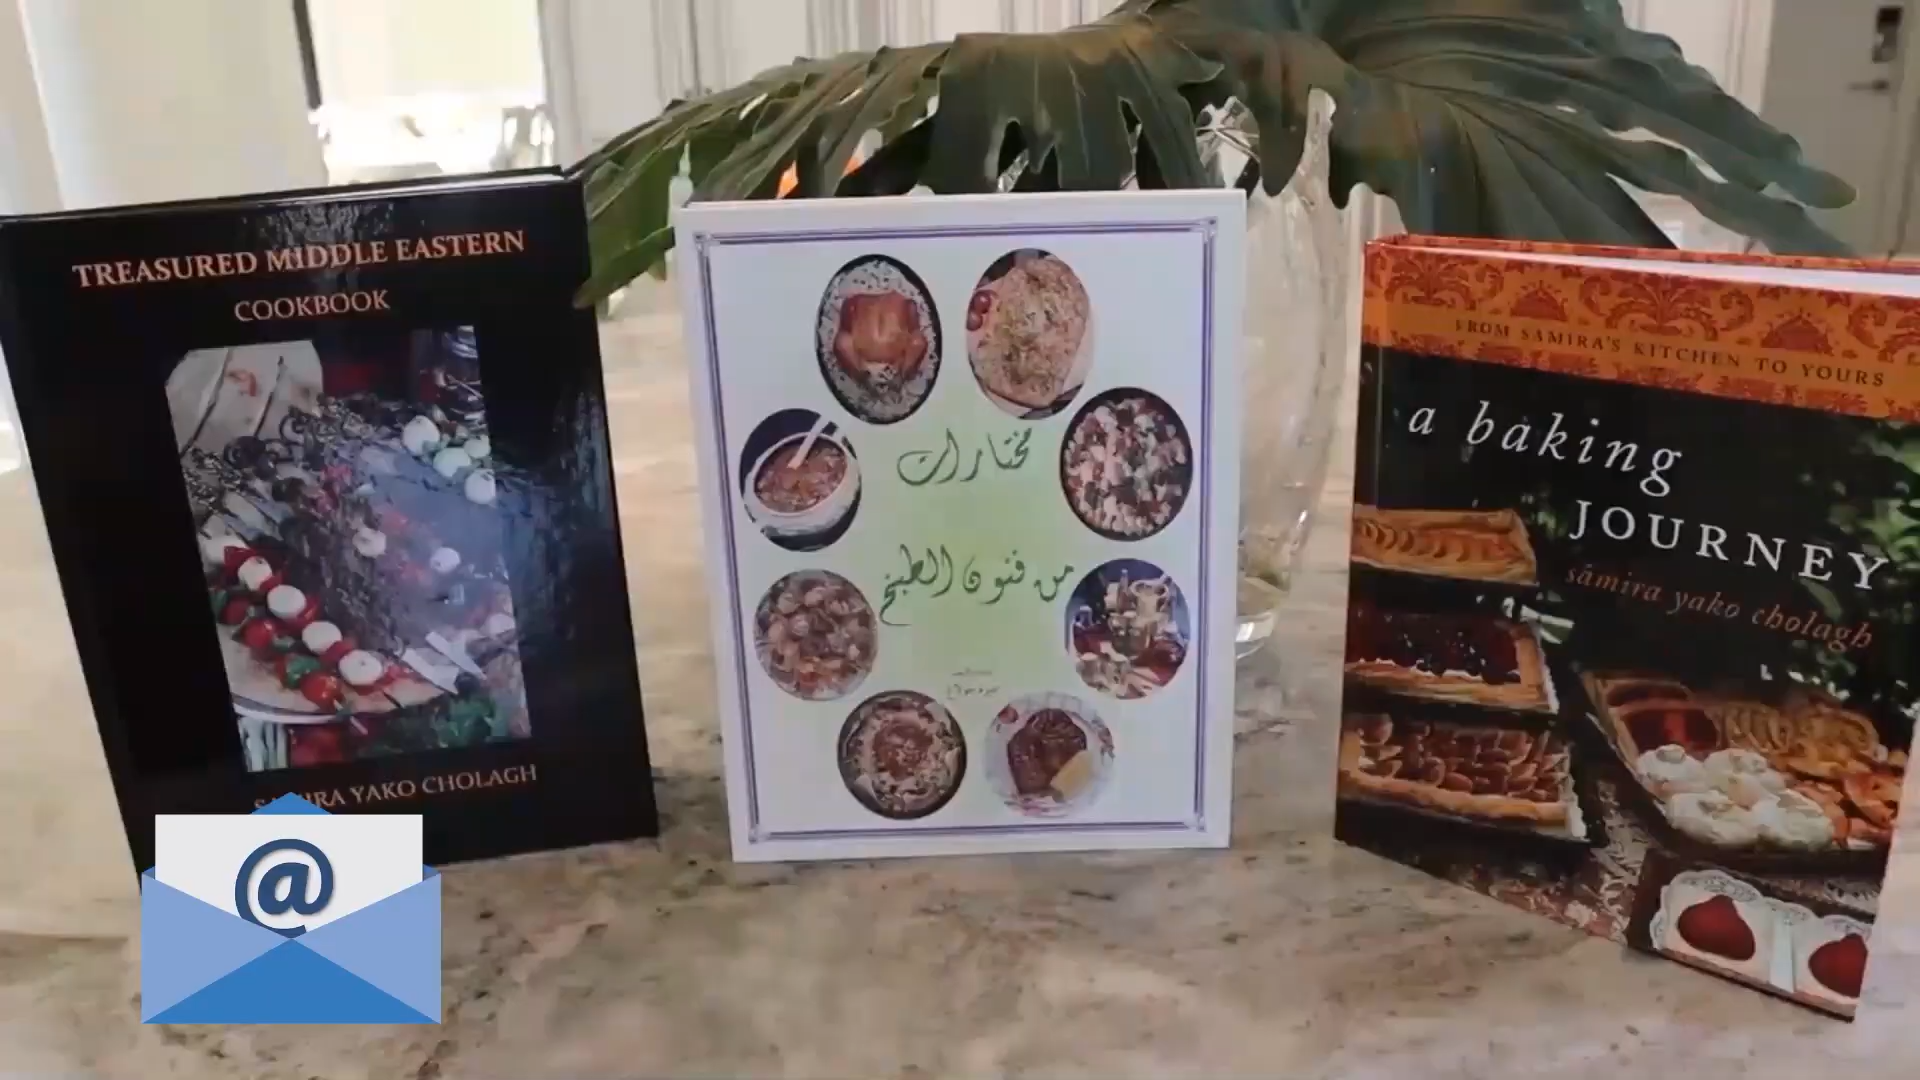 TREASURED MIDDLE EASTERN
COOKBOOK
SAMIRA YAKO CHOLAGH
مختارات
من فنون الطبخ
FROM SAMIRA'S KITCHEN TO YOURS
a baking
JOURNEY
samira yako cholagh
@